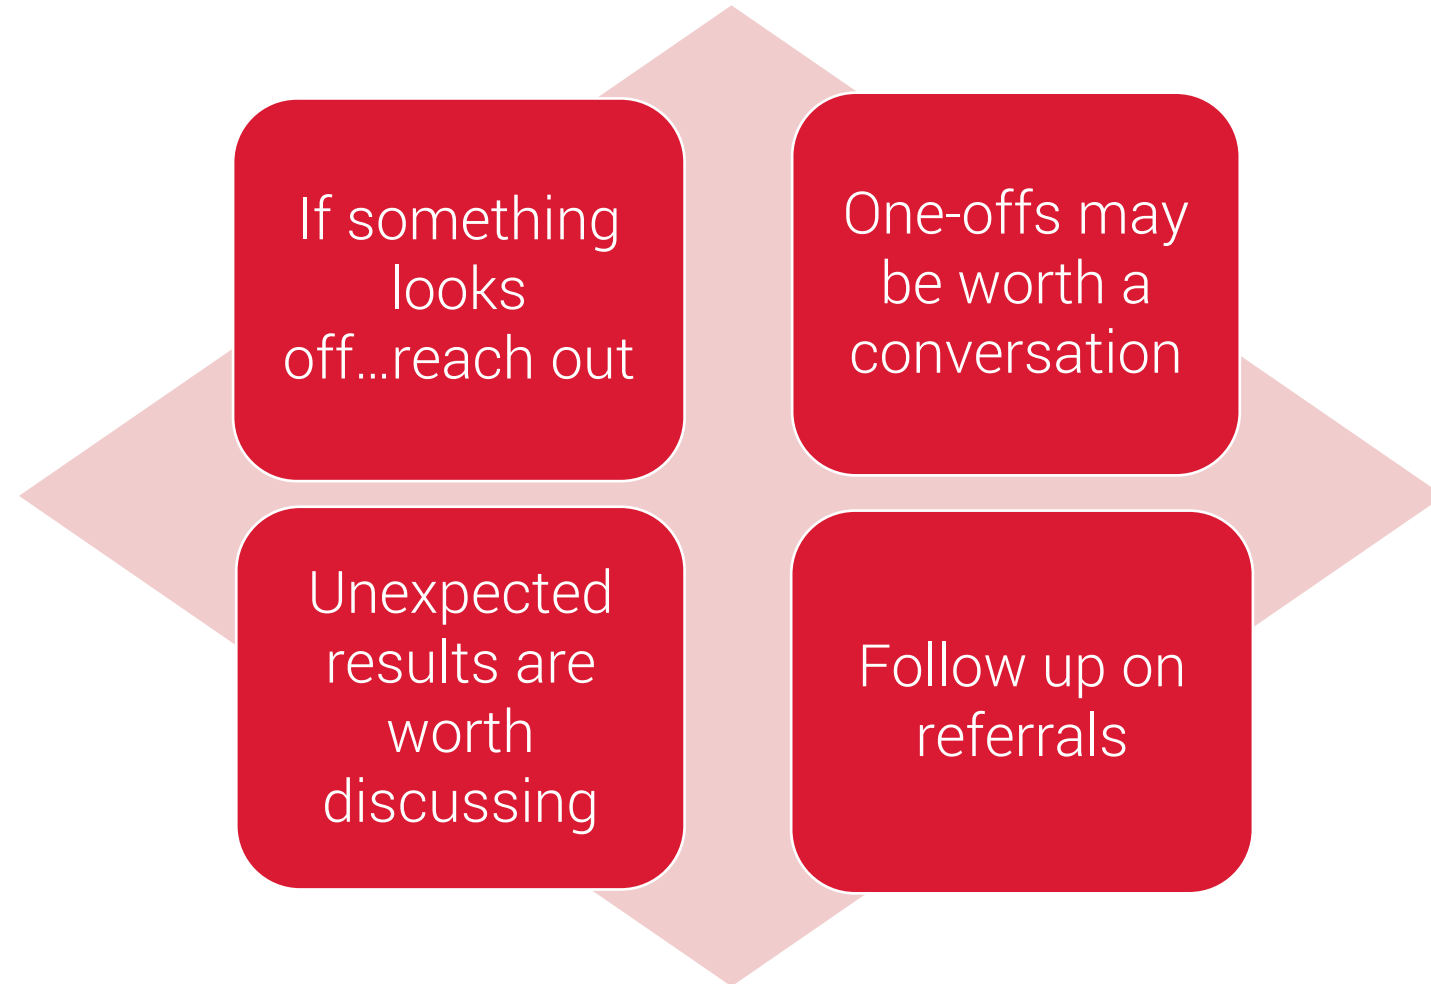 If something
looks
off...reach out
One-offs may
be worth a
conversation
Unexpected
results are
worth
discussing
Follow up on
referrals